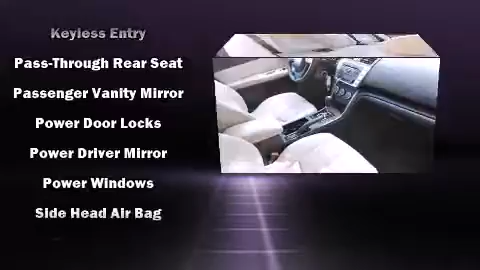 Keyless Entry
Pass-Through Rear Seat
Passenger Vanity Mirror
Power Door Locks
Power Driver Mirror
Power Windows
Side Head Air Bag